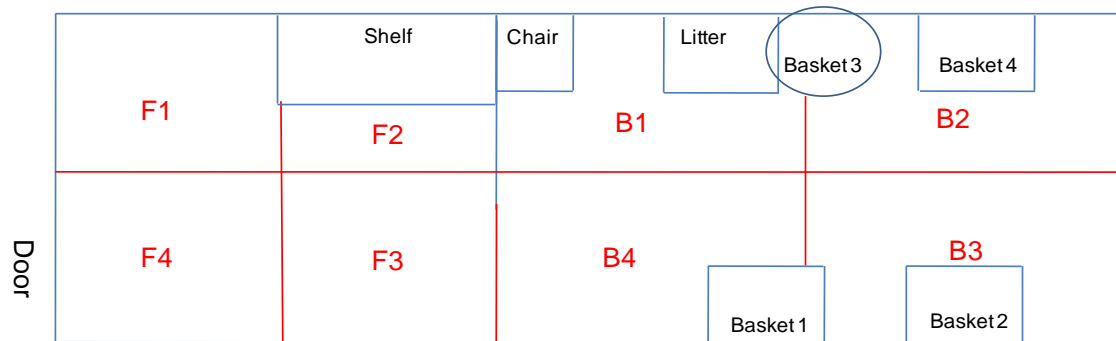 Shelf
Chair
Litter
Basket 3
Basket 4
F1
F2
B1
B2
Door
F4
F3
B4
B3
Basket 1
Basket 2